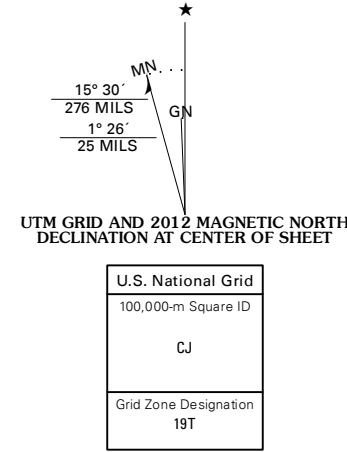 ★
MN
15° 30´
276 MILS
GN
1° 26´
25 MILS
UTM GRID AND 2012 MAGNETIC NORTH
DECLINATION AT CENTER OF SHEET
U.S. National Grid
100,000-m Square ID
CJ
Grid Zone Designation
19T